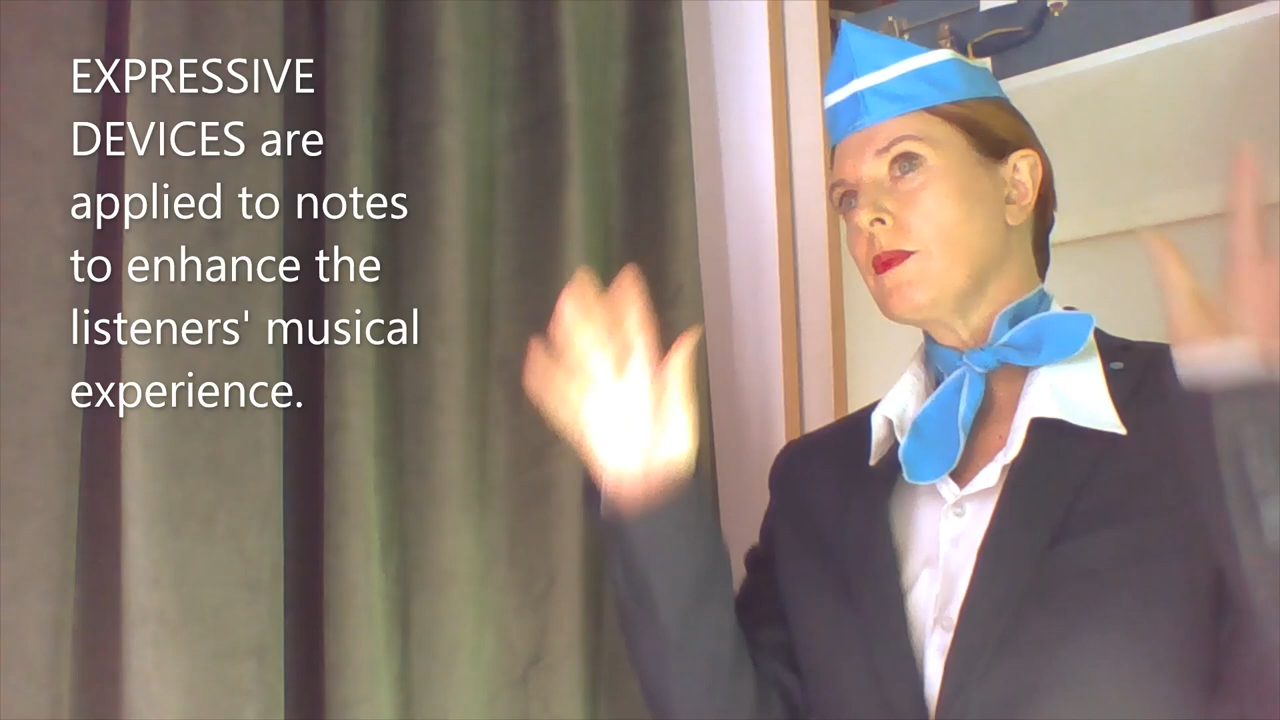 EXPRESSIVE
DEVICES are
applied to notes
to enhance the
listeners' musical
experience.